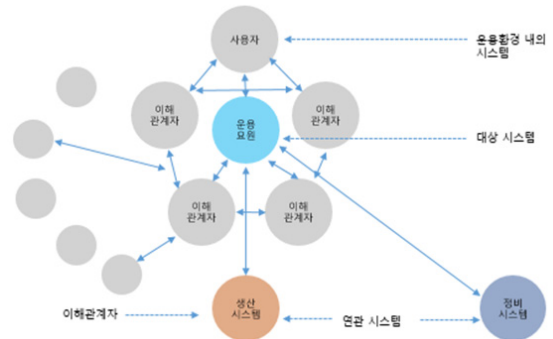 사용자
운용환경 내의
시스템
이해
관계자
운용
요원
이해
관계자
대상 시스템
이해
관계자
이해
관계자
생산
시스템
정비
시스템
이해관계자
연관 시스템